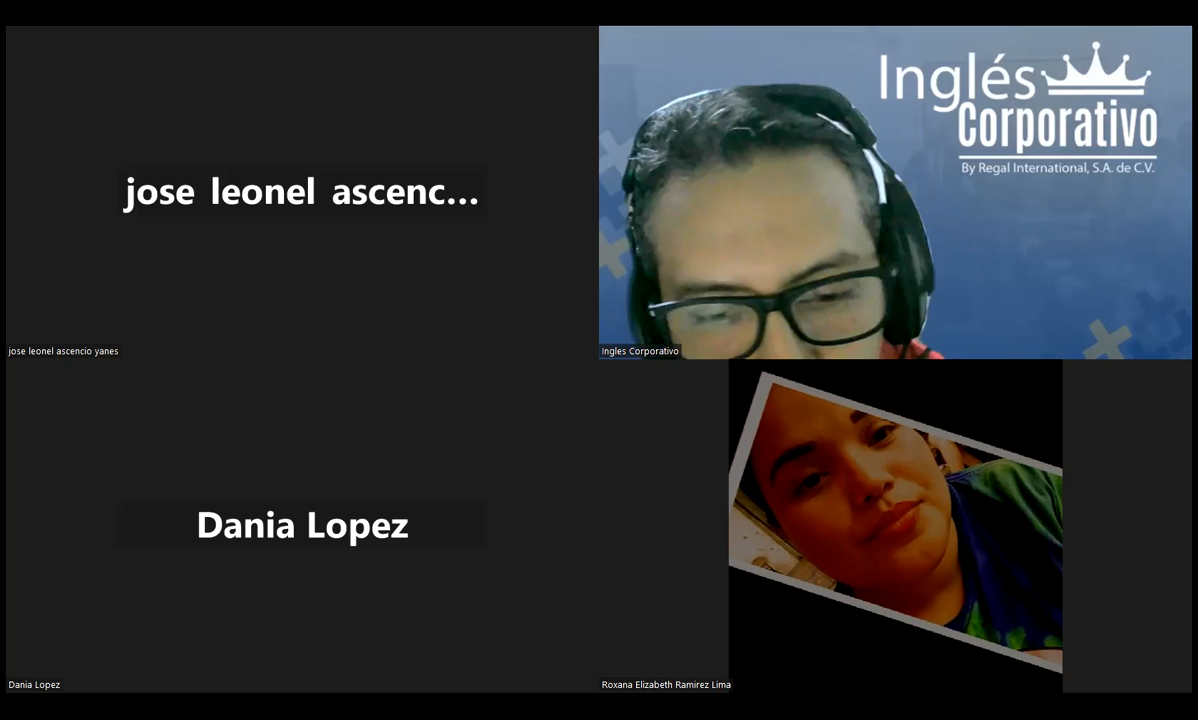 jose leonel ascenc...
jose leonel ascencio yanes
Inglés
Corporativo
By Regal International, S.A. de C.V.
Ingles Corporativo
Dania Lopez
Dania Lopez
Roxana Elizabeth Ramirez Lima